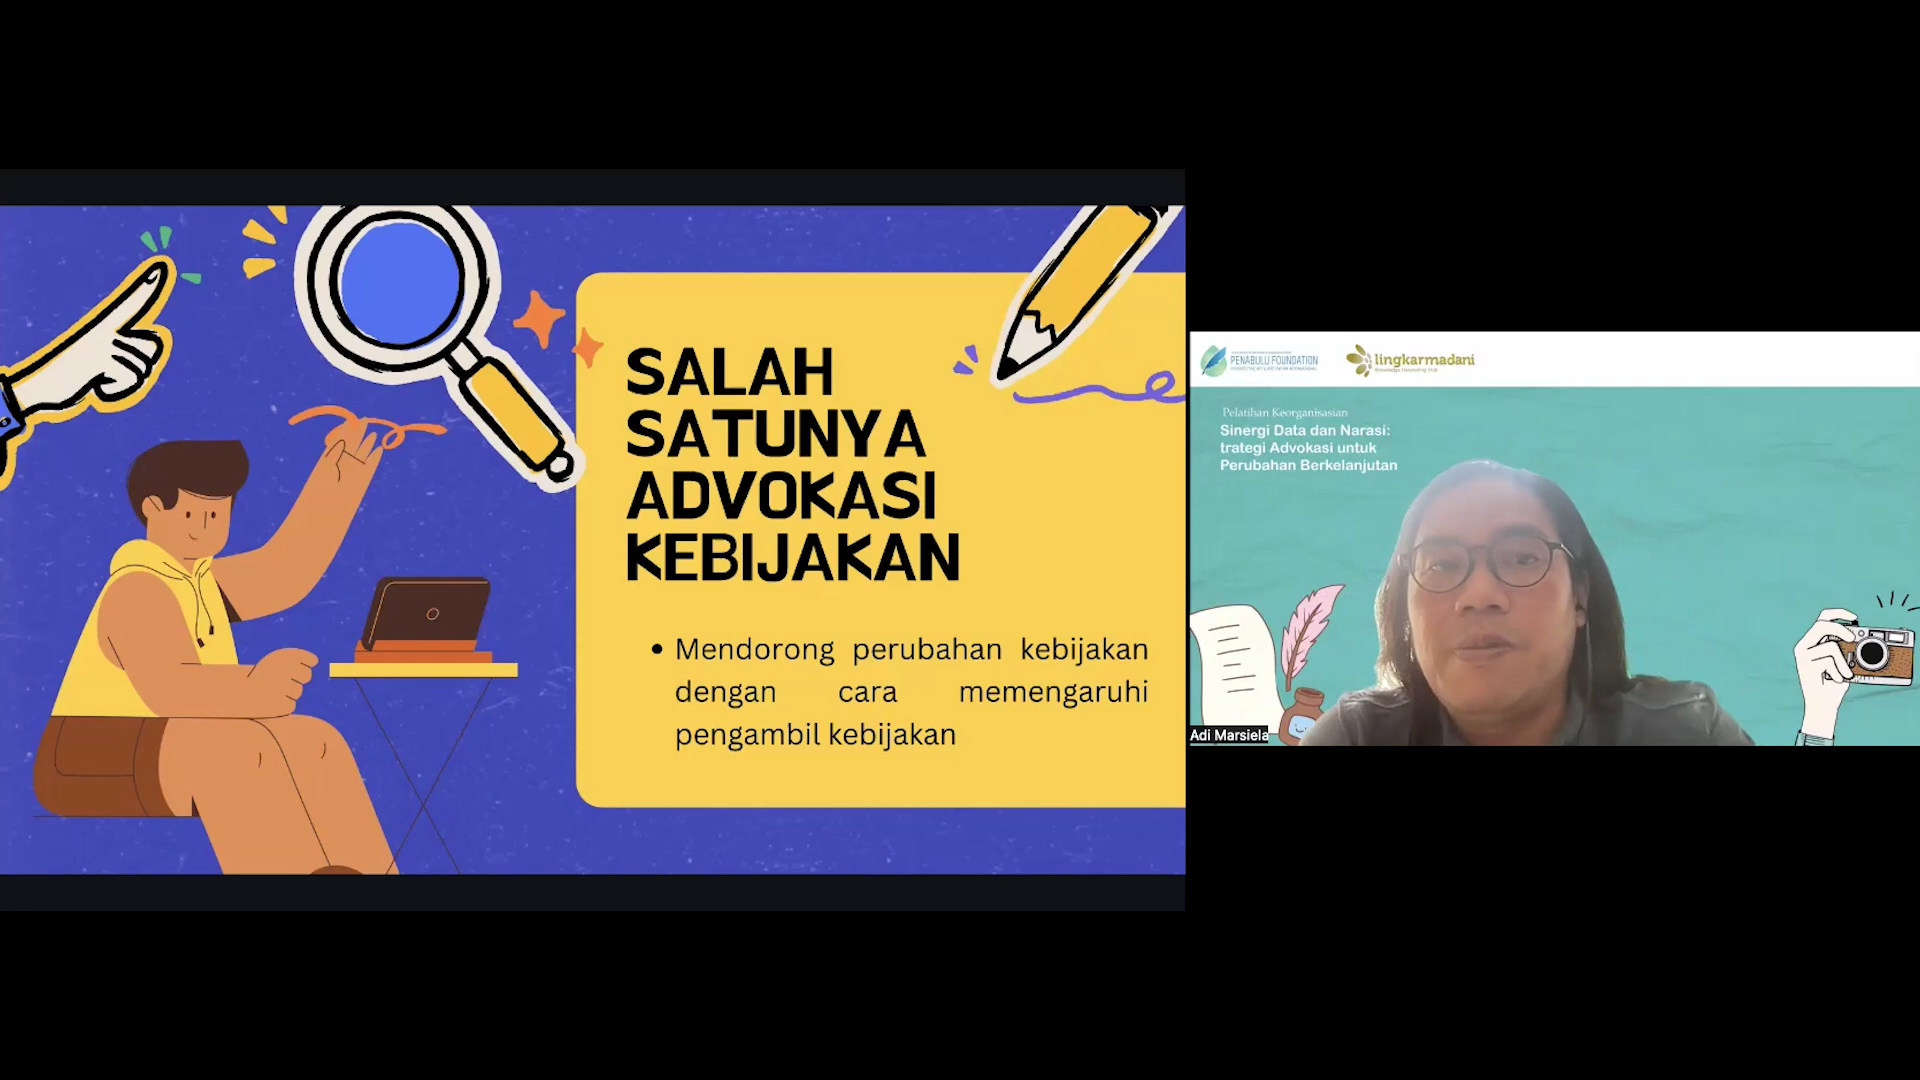 SALAH
SATUNYA
ADVOKASI
KEBIJAKAN
Mendorong perubahan kebijakan
dengan cara memengaruhi
pengambil kebijakan
PENABULU FOUNDATION
lingkarmadani
Pelatihan Keorganisasian
Sinergi Data dan Narasi:
trategi Advokasi untuk
Perubahan Berkelanjutan
Adi Marsiela